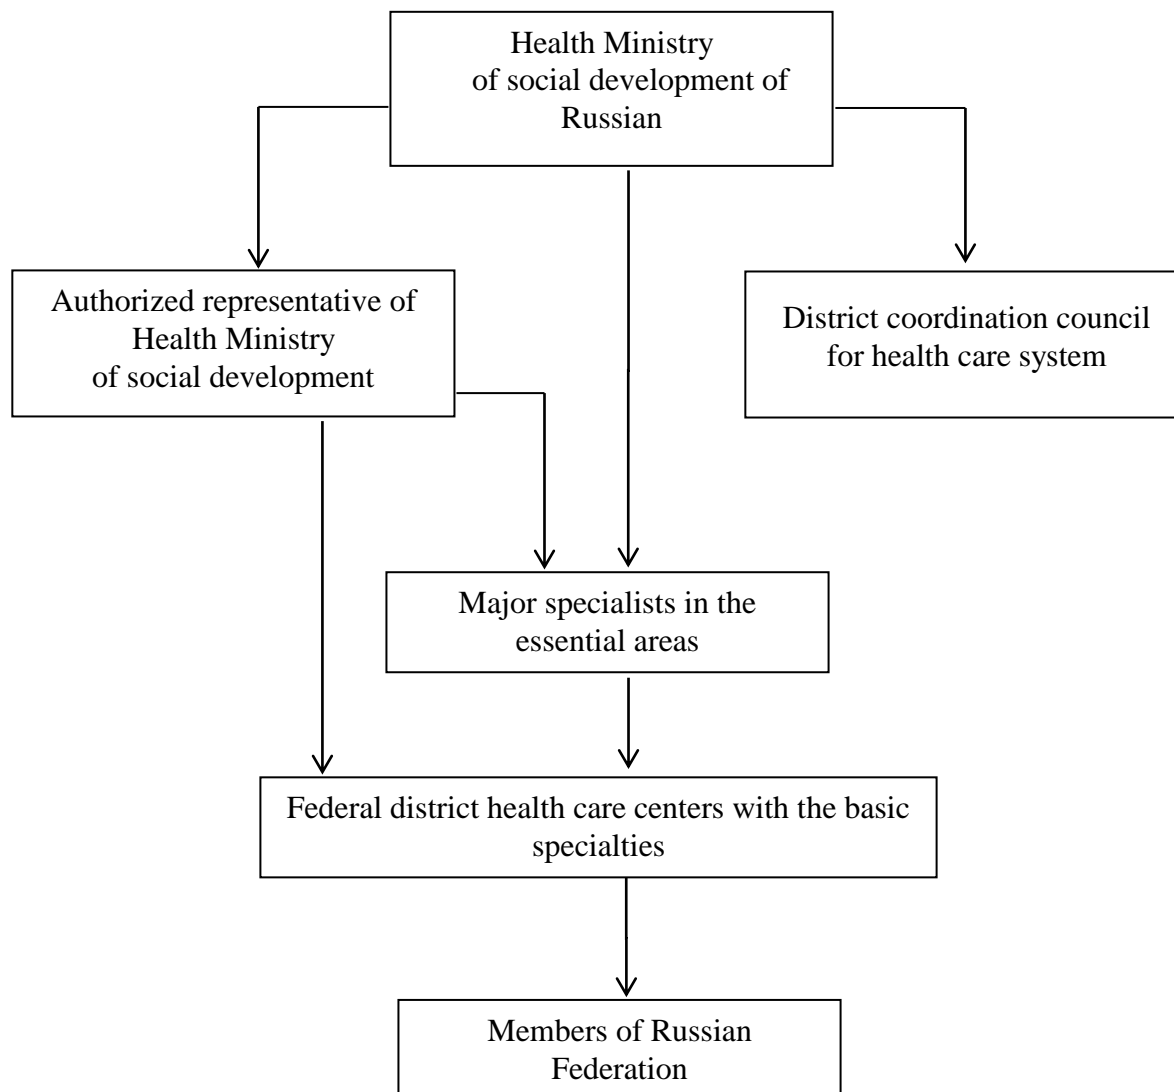 Health Ministry
of social development of
Russian
Authorized representative of
Health Ministry
of social development
District coordination council
for health care system
Major specialists in the
essential areas
Federal district health care centers with the basic
specialties
Members of Russian
Federation